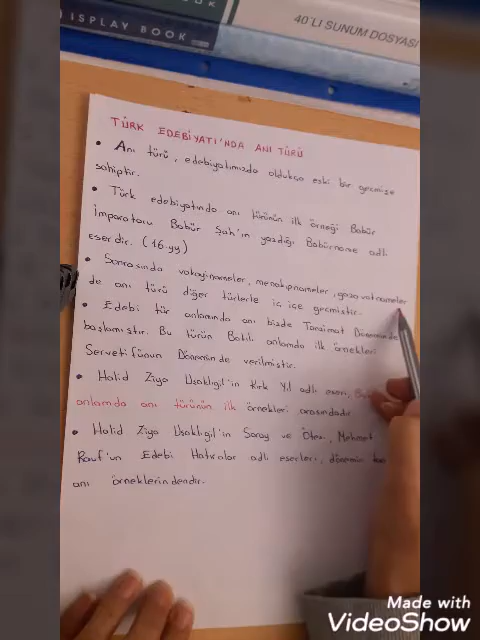 DISPLAY BOOK
40'LI SUNUM DOSYASI
TÜRK EDEBİYATI'NDA ANI TÜRÜ
• Anı türü, edebiyatımızda oldukça eski bir geçmişe
sahiptir.
• Türk edebiyatında anı türünün ilk örneği Babür
İmparatoru Babür Şah'ın yazdığı Babürname adlı
eserdir. (16.yy)
• Sonrasında vakayinameler, menakıpnameler, gazavatnameler
de anı türü diğer türlerle iç içe geçmiştir.
• Edebi tür anlamında anı bizde Tanzimat Döneminde
başlamıştır. Bu türün Batılı anlamda ilk örnekleri
Servetifünun Döneminde verilmiştir.
• Halid Ziya Uşaklıgil'in Kırk Yıl adlı eseri,
anlamda anı türünün ilk örnekleri arasındadır
• Halid Ziya Uşaklıgil'in Saray ve Ötesi, Mehmet
Rauf'un Edebi Hatıralar adlı eserleri, dönemin
anı örneklerindendir.
Made with
VideoShow